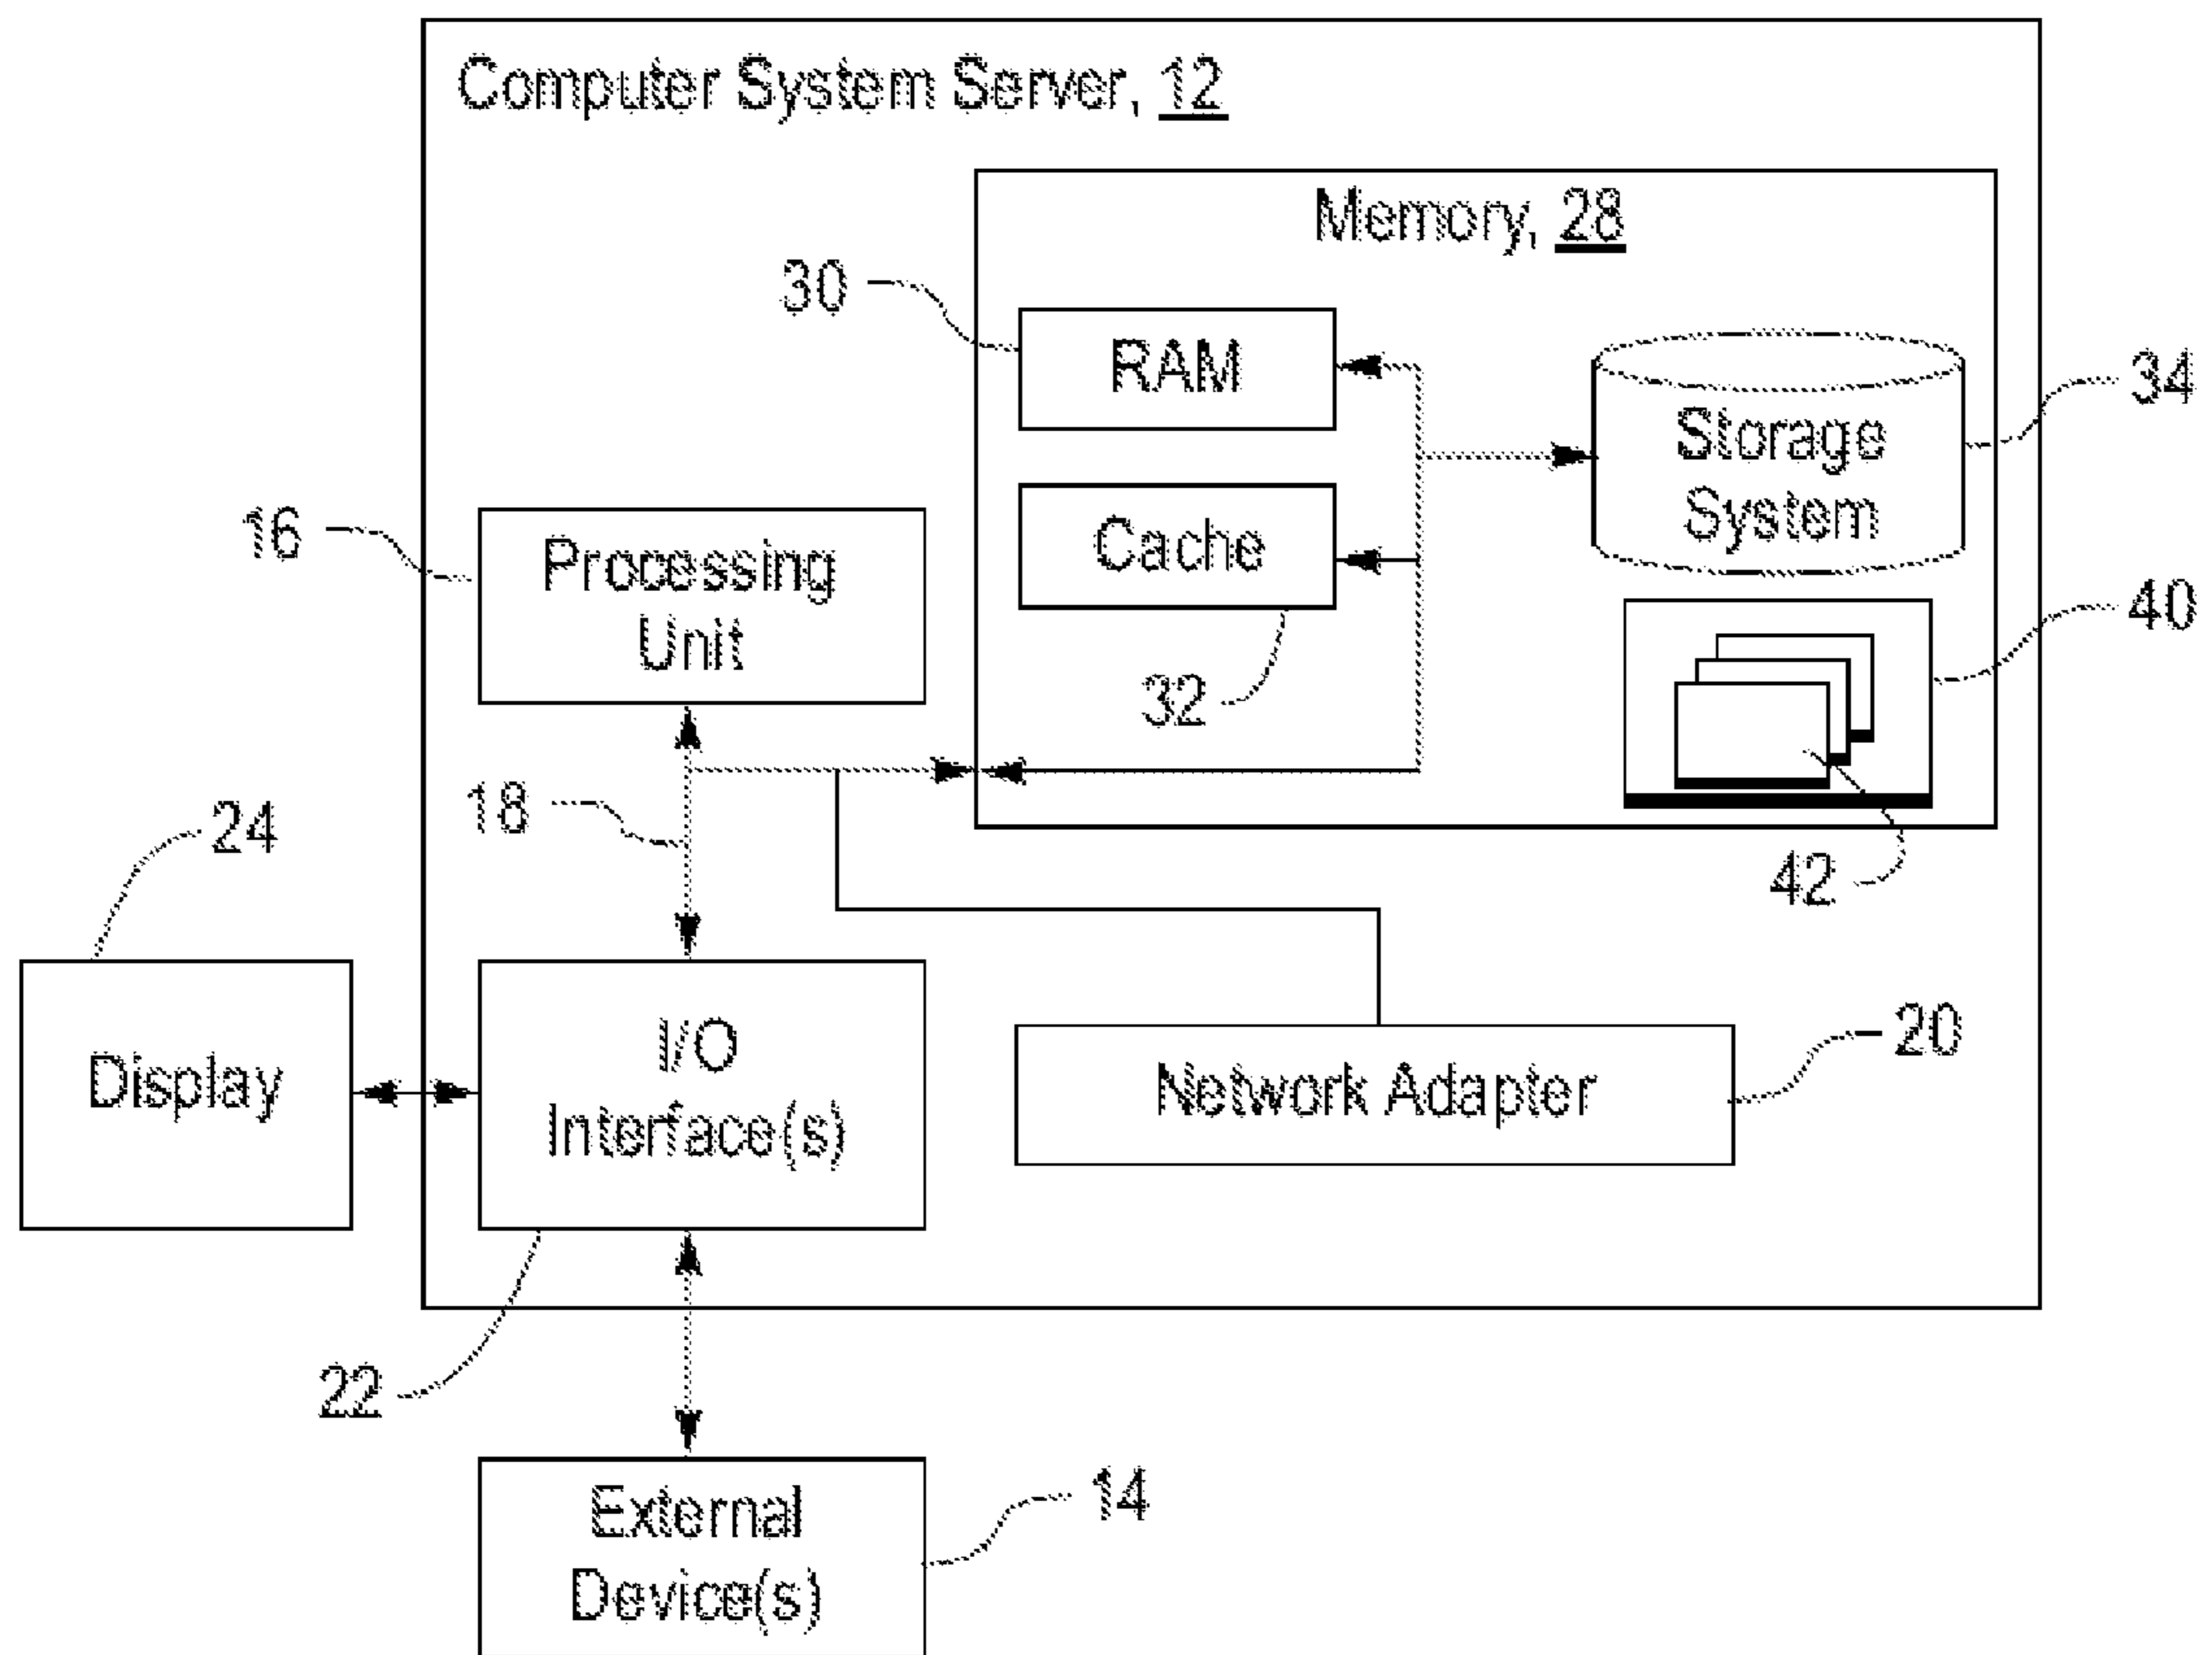 Computer System Server, 12
Memory, 28
30
RAM
34
Storage
System
Cache
16
Processing
Unit
40
32
18
24
42
I/O
Interface(s)
Display
20
Network Adapter
22
External
Device(s)
14